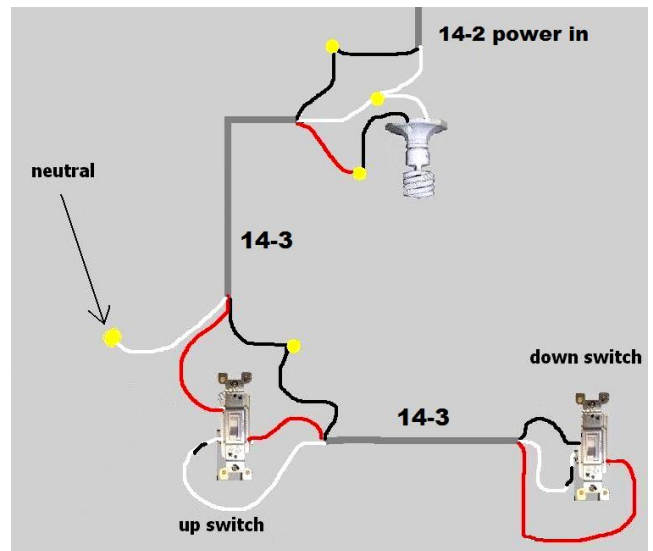 14-2 power in
neutral
14-3
down switch
14-3
up switch